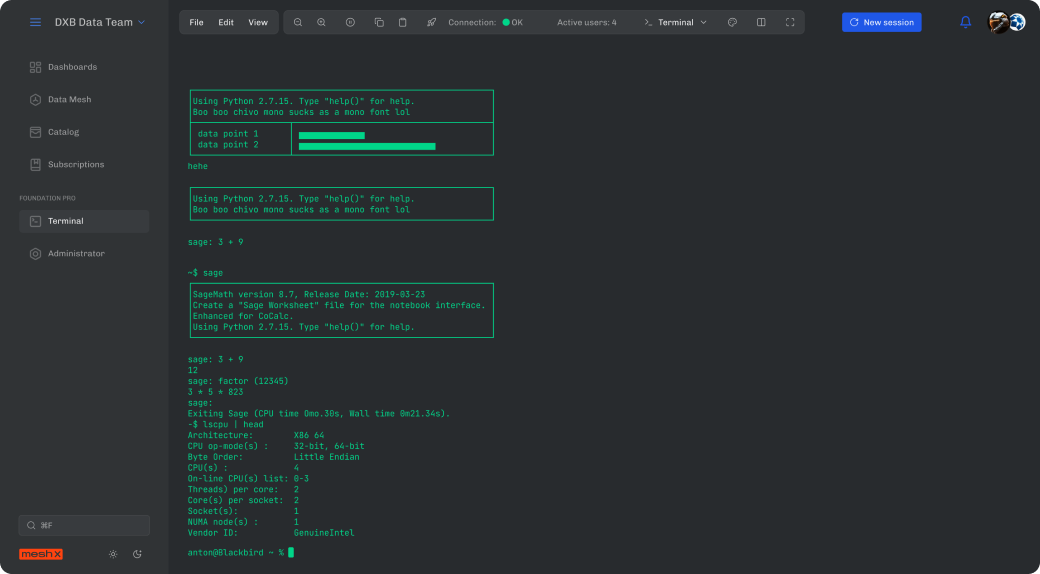 DXB Data Team
Dashboards
Data Mesh
Catalog
Subscriptions
FOUNDATION PRO
Terminal
Administrator
⌘F
meshX
File Edit View
Connection: OK
Active users: 4
Terminal
New session
Using Python 2.7.15. Type "help()" for help.
Boo boo chivo mono sucks as a mono font lol
data point 1
data point 2
hehe
Using Python 2.7.15. Type "help()" for help.
Boo boo chivo mono sucks as a mono font lol
sage: 3 + 9
~$ sage
SageMath version 8.7, Release Date: 2019-03-23
Create a "Sage Worksheet" file for the notebook interface.
Enhanced for CoCalc.
Using Python 2.7.15. Type "help()" for help.
sage: 3 + 9
12
sage: factor (12345)
3 * 5 * 823
sage:
Exiting Sage (CPU time 0mo.30s, Wall time 0m21.34s).
~$ lscpu | head
Architecture: X86 64
CPU op-mode(s) : 32-bit, 64-bit
Byte Order: Little Endian
CPU(s) : 4
On-line CPU(s) list: 0-3
Threads) per core: 2
Core(s) per socket: 2
Socket(s): 1
NUMA node(s) : 1
Vendor ID: GenuineIntel
anton@Blackbird ~ %